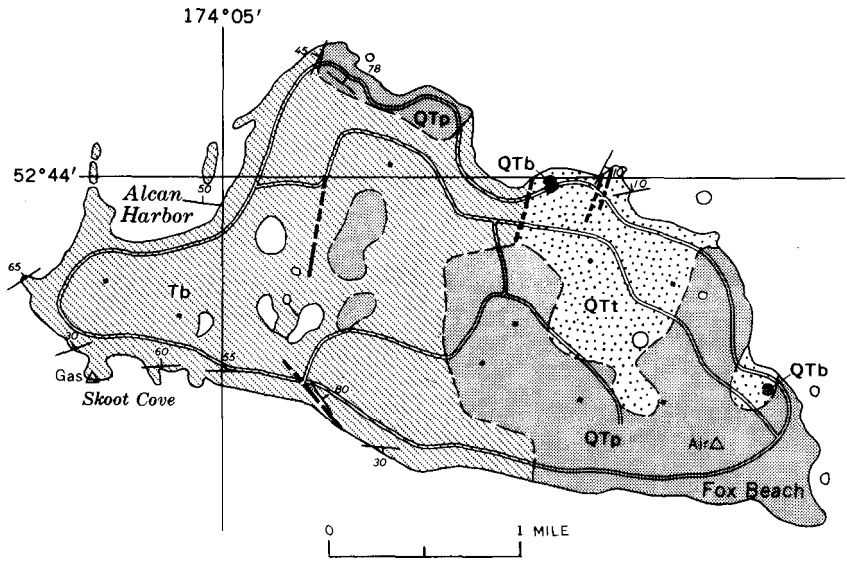 174°05'
45
78
QTp
QTb
52°44'
10
10
50
Alcan
Harbor
65
Tb
QTt
60
55
Gas
80
QTb
Skoot Cove
QTp
Air
30
Fox Beach
0 1 MILE